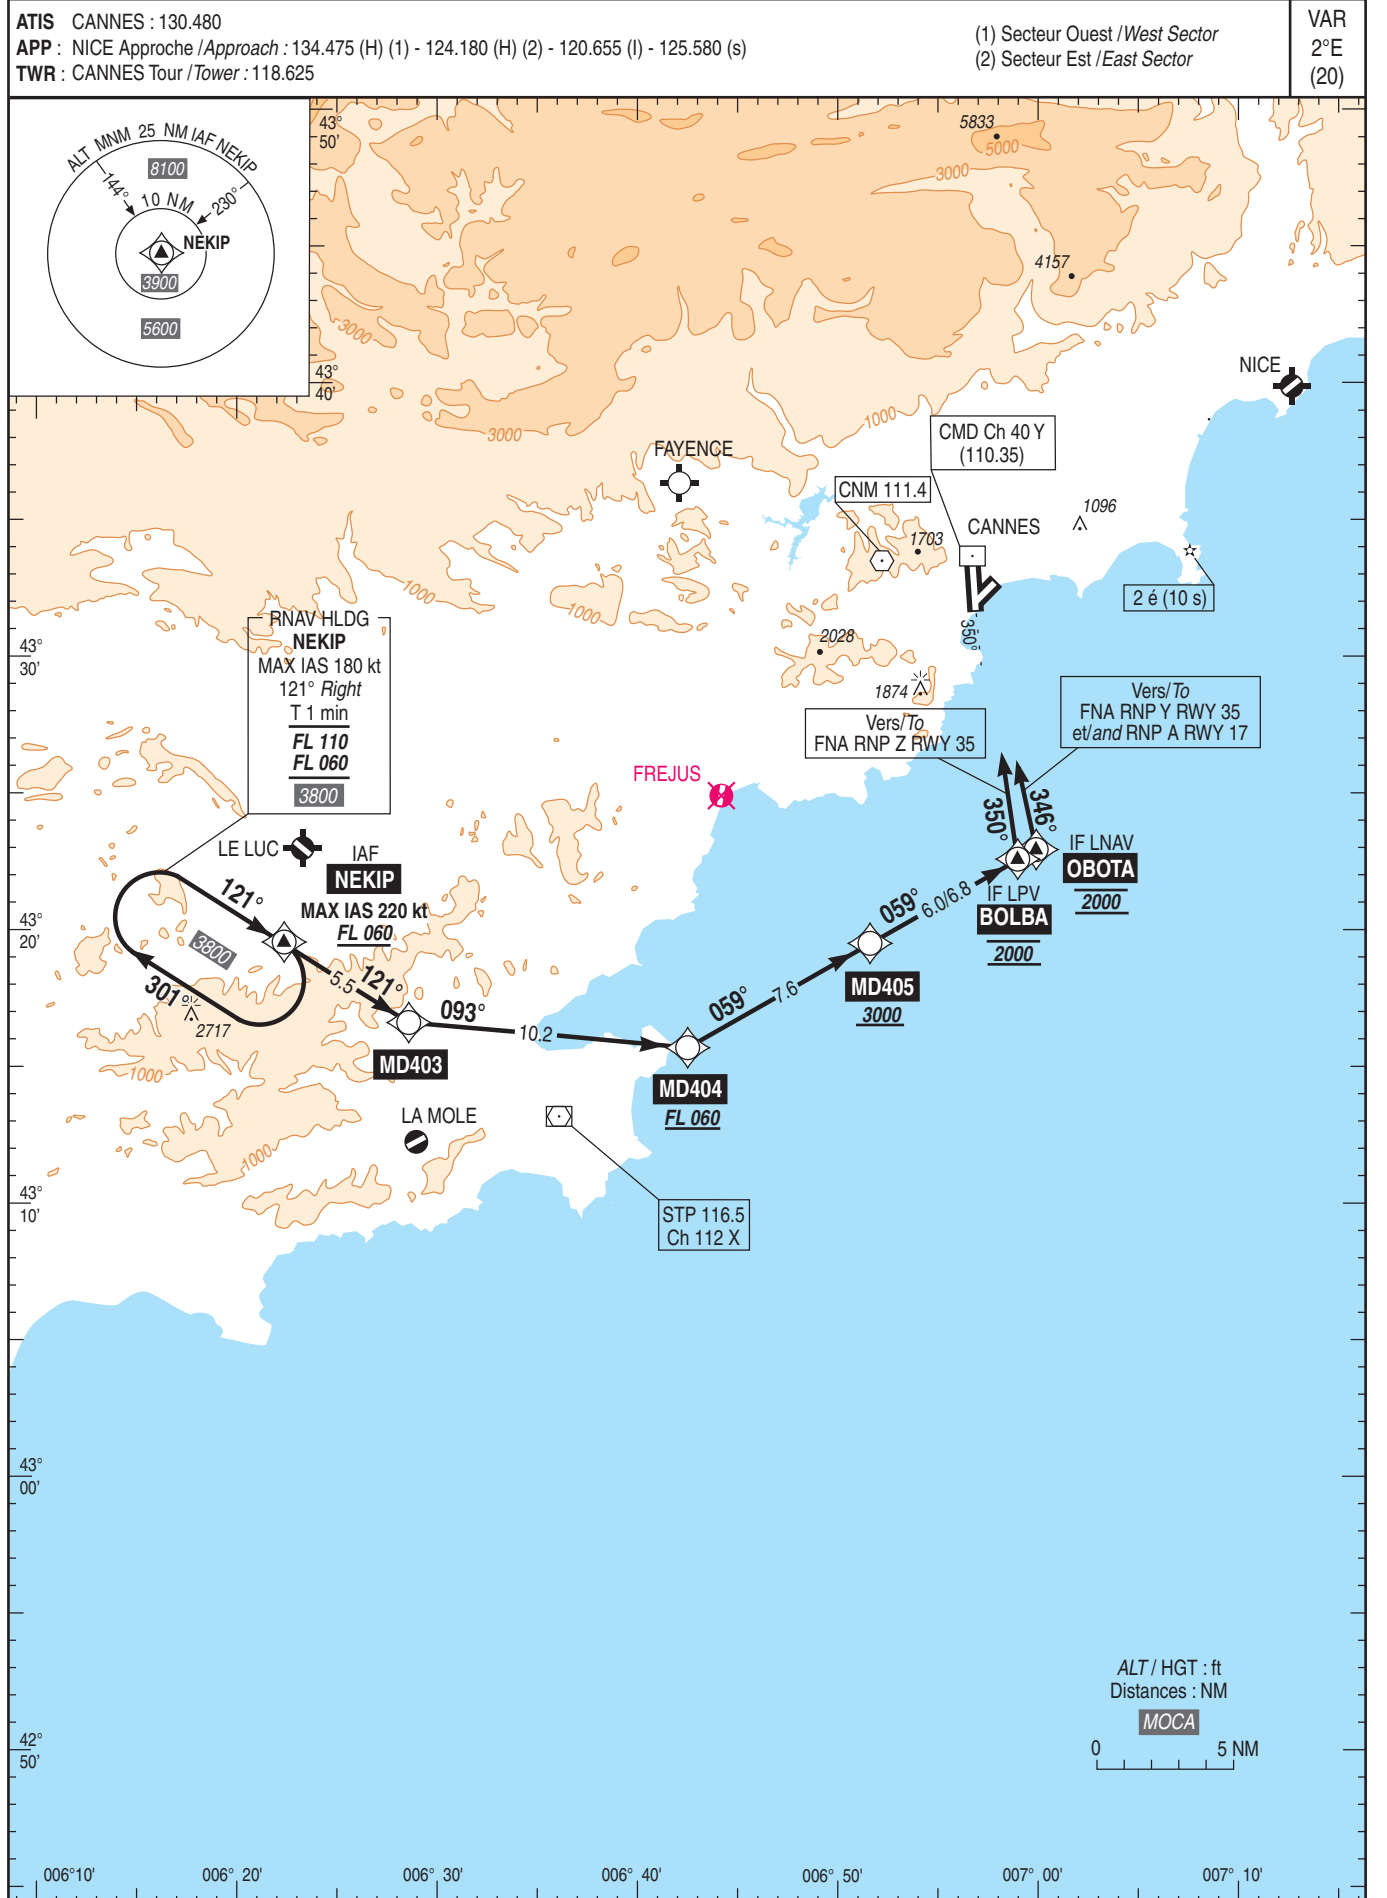 ATIS CANNES : 130.480
APP : NICE Approche / Approach : 134.475 (H) (1) - 124.180 (H) (2) - 120.655 (I) - 125.580 (s)
TWR : CANNES Tour / Tower : 118.625
(1) Secteur Ouest / West Sector
(2) Secteur Est / East Sector
VAR
2°E
(20)
ALT MNM 25 NM IAF NEKIP
8100
144°
10 NM
230°
NEKIP
3900
5600
43°
50'
43°
40'
5833
5000
3000
4157
3000
3000
1000
NICE
FAYENCE
CMD Ch 40 Y
(110.35)
CNM 111.4
1703
CANNES
1096
2 é (10 s)
1000
1000
350°
2028
1874
43°
30'
RNAV HLDG
NEKIP
MAX IAS 180 kt
121° Right
T 1 min
FL 110
FL 060
3800
Vers/To
FNA RNP Z RWY 35
Vers/To
FNA RNP Y RWY 35
et/and RNP A RWY 17
FREJUS
350°
346°
LE LUC
IAF
NEKIP
MAX IAS 220 kt
FL 060
IF LNAV
OBOTA
2000
IF LPV
BOLBA
2000
121°
3800
301°
2717
5.5
121°
093°
10.2
059°
7.6
059°
6.0/6.8
43°
20'
MD403
MD404
FL 060
MD405
3000
1000
LA MOLE
1000
STP 116.5
Ch 112 X
43°
10'
43°
00'
42°
50'
ALT / HGT : ft
Distances : NM
MOCA
0 5 NM
006°10' 006° 20' 006° 30' 006° 40' 006° 50' 007° 00' 007° 10'